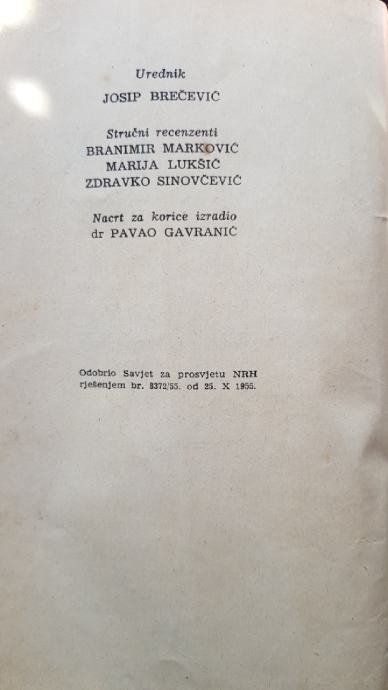 Urednik
JOSIP BREČEVIĆ
Stručni recenzenti
BRANIMIR MARKOVIĆ
MARIJA LUKŠIĆ
ZDRAVKO SINOVČEVIĆ
Nacrt za korice izradio
dr PAVAO GAVRANIĆ
Odobrio Savjet za prosvjetu NRH
rješenjem br. 8372/55. od 25. X 1955.